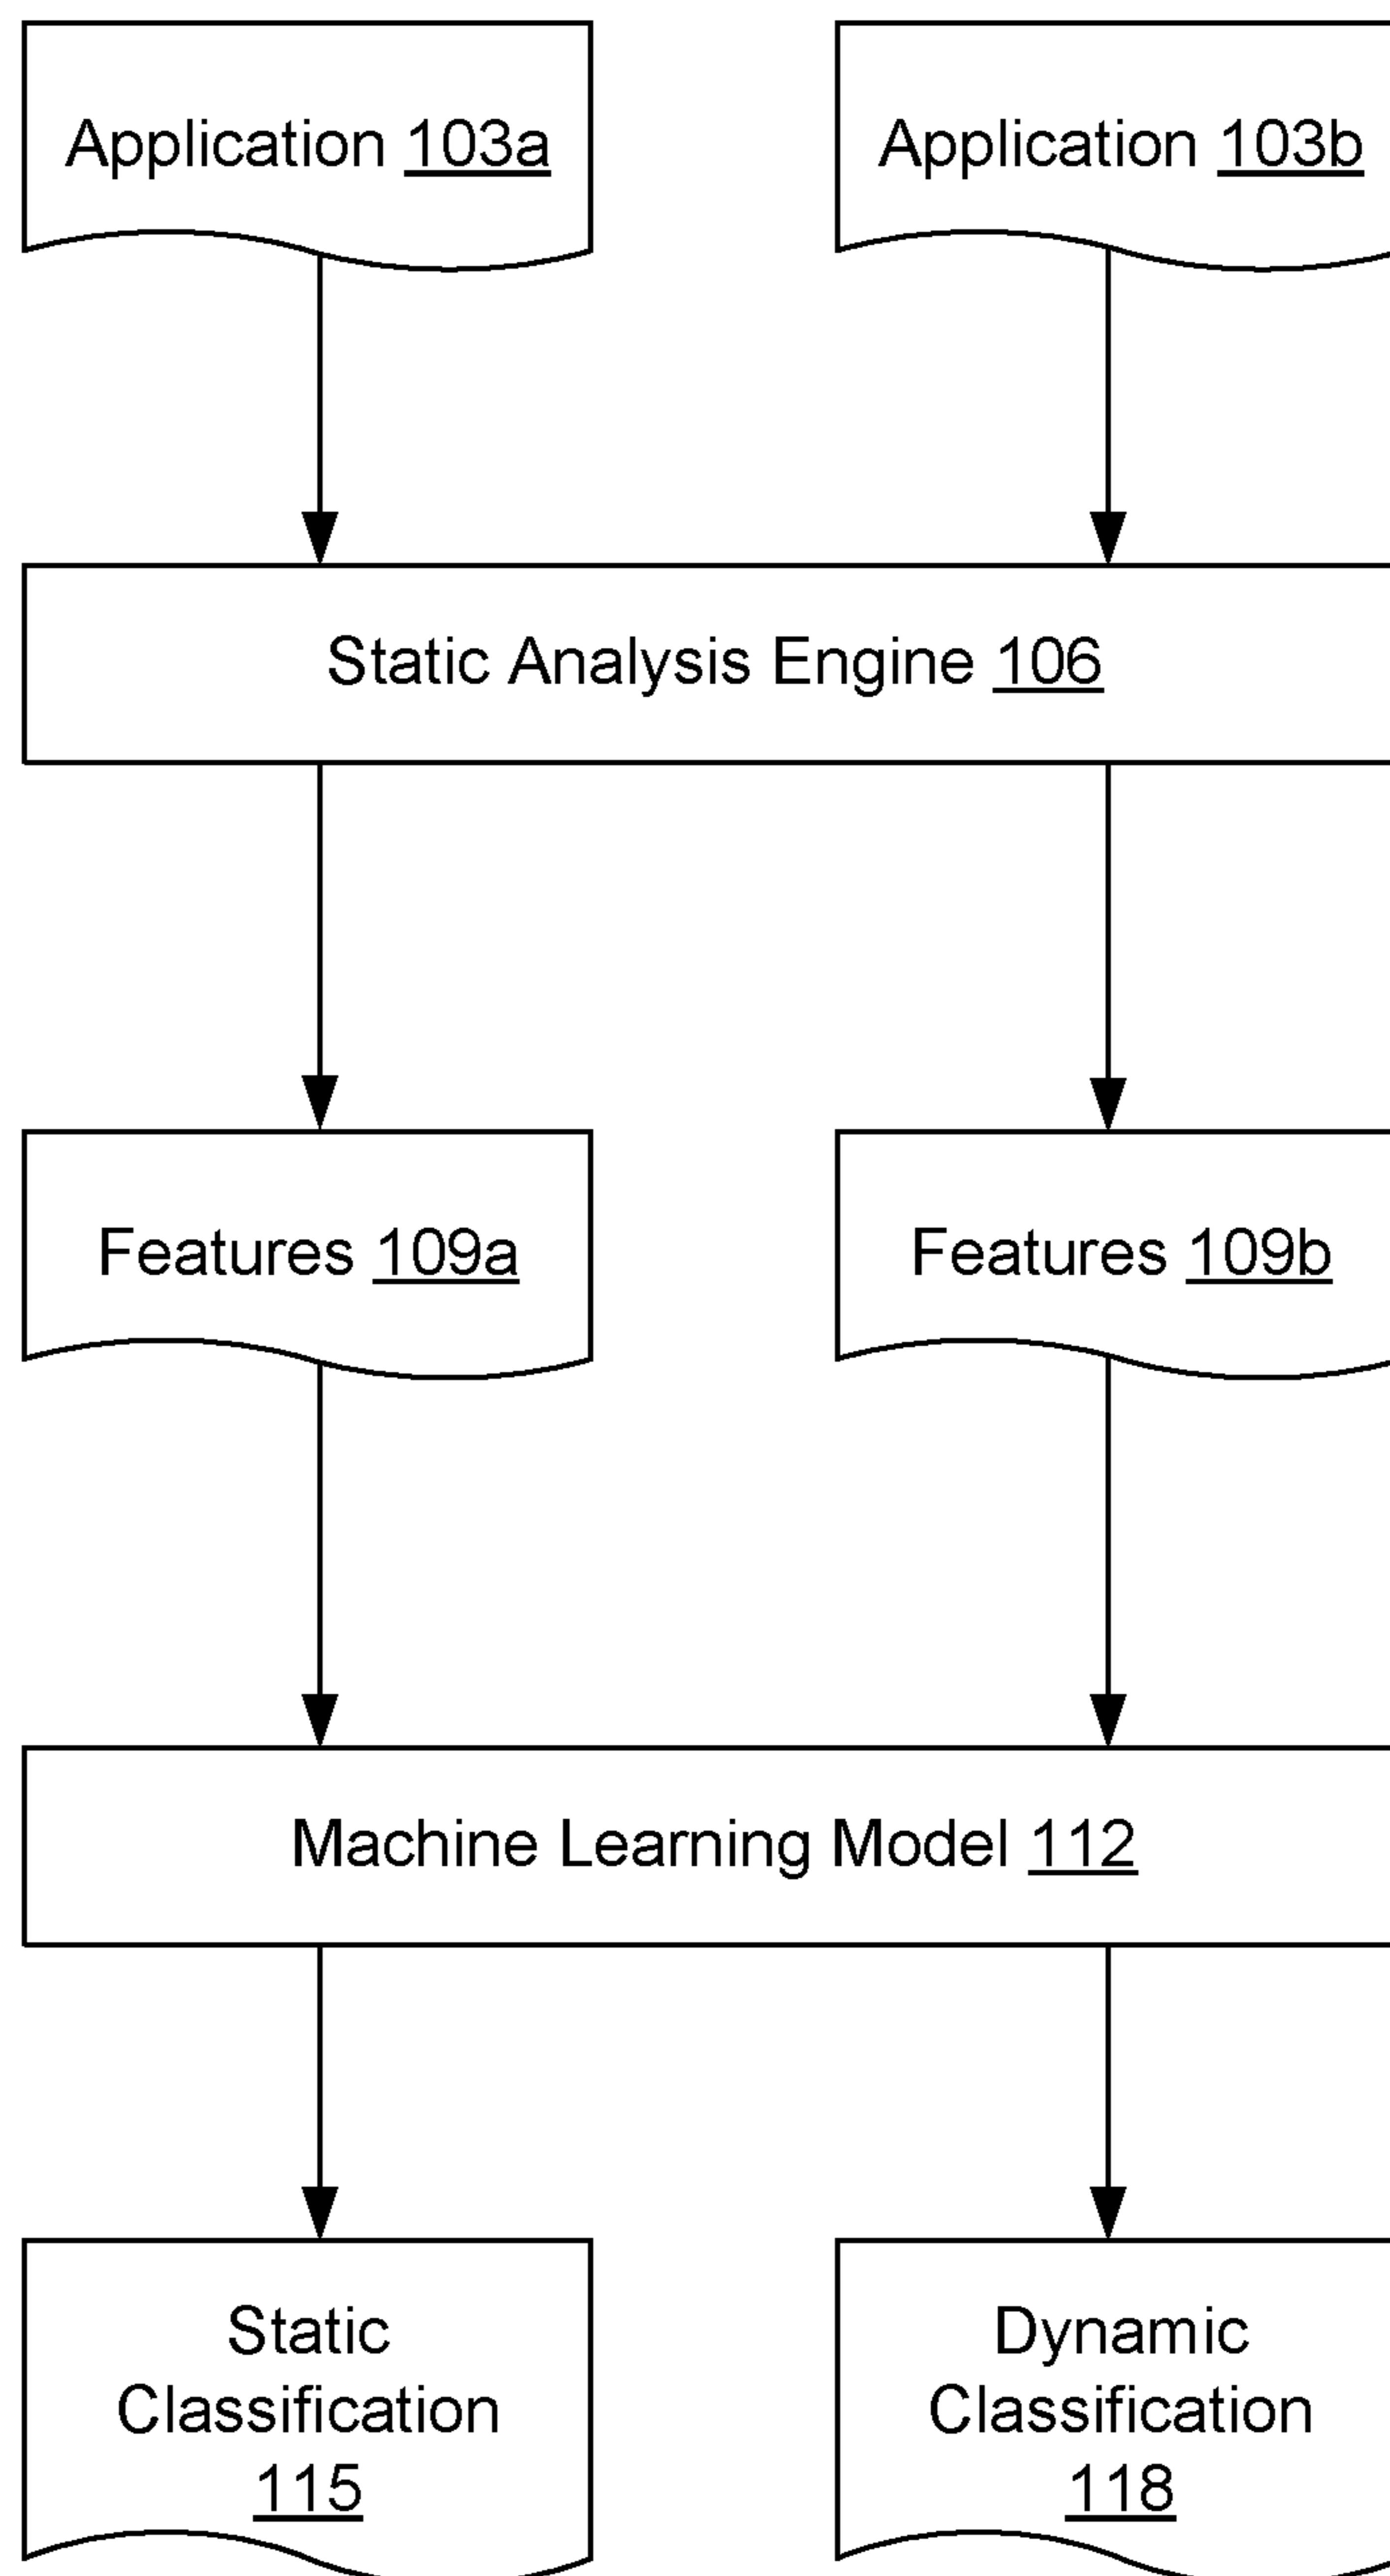 Application 103a
Application 103b
Static Analysis Engine 106
Features 109a
Features 109b
Machine Learning Model 112
Static
Classification
115
Dynamic
Classification
118